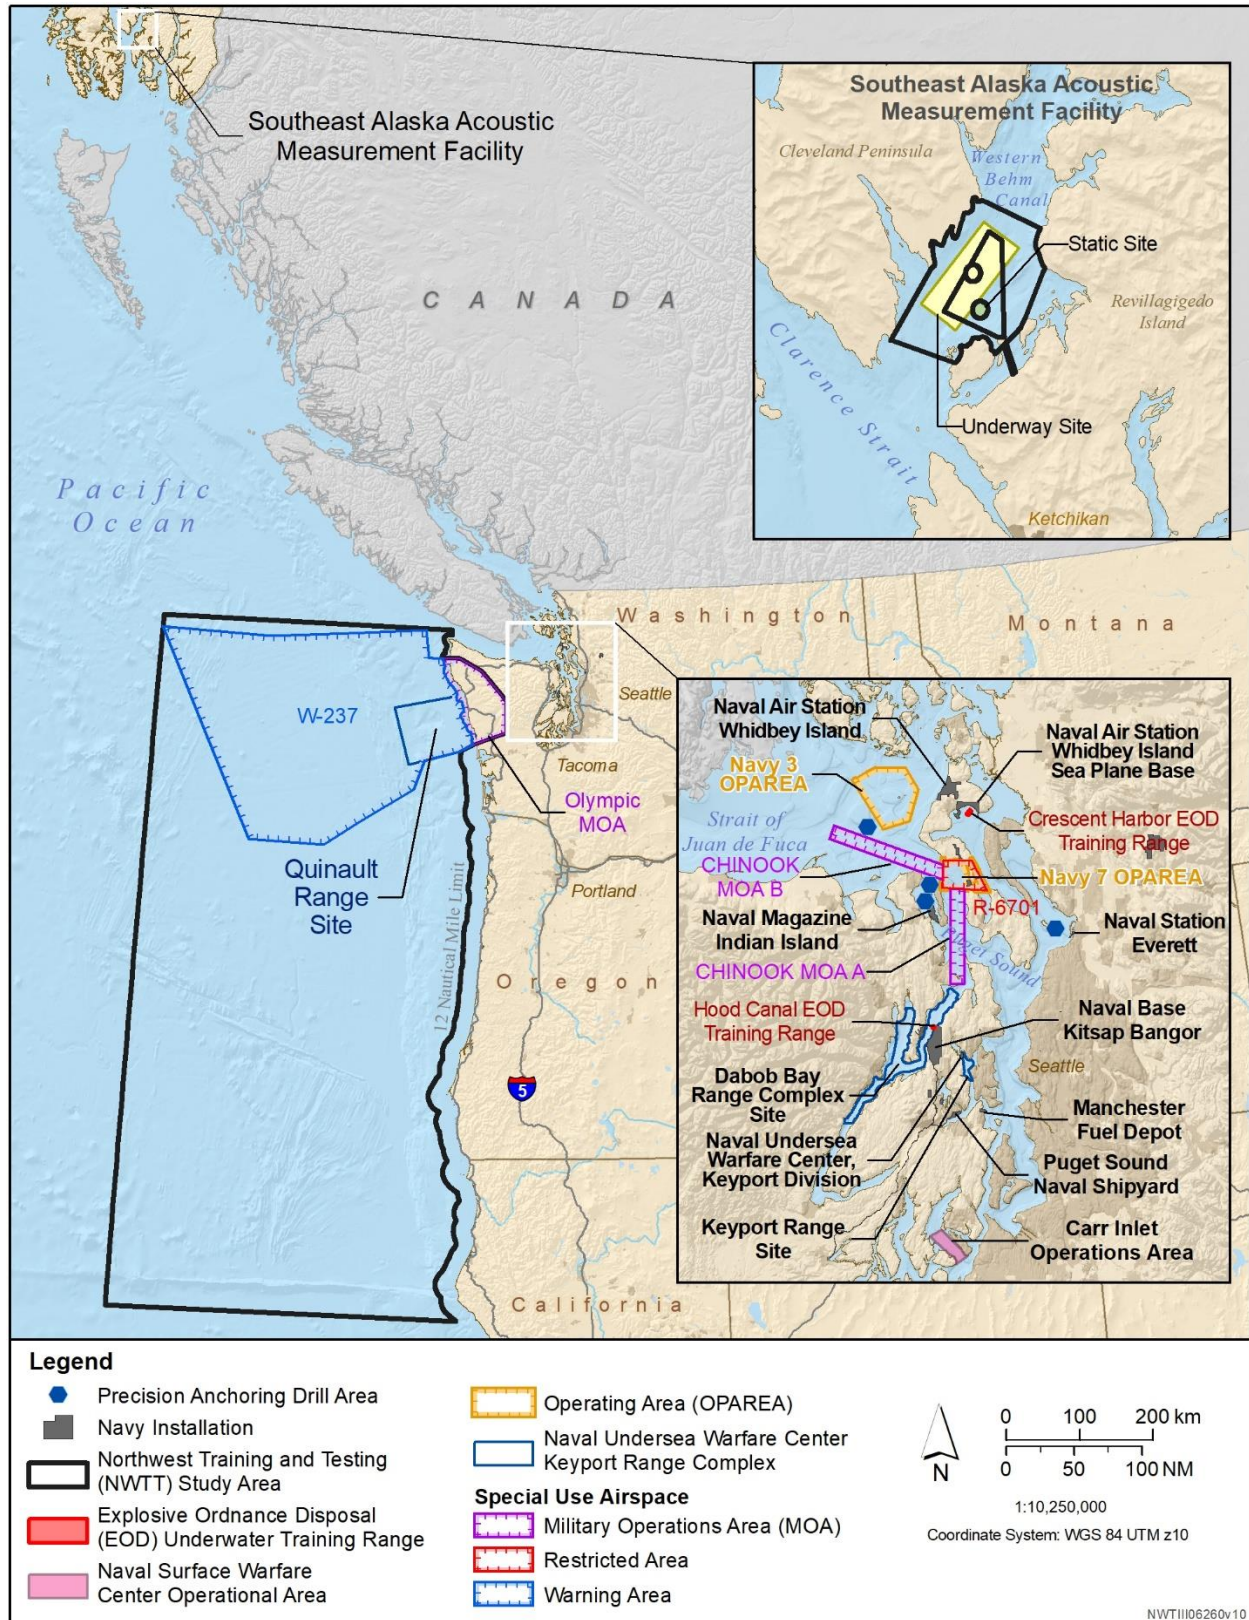 Southeast Alaska Acoustic
Measurement Facility
CANADA
Pacific
Ocean
Southeast Alaska Acoustic
Measurement Facility
Cleveland Peninsula
Western
Behm
Canal
Static Site
Revillagigedo
Island
Clarence Strait
Underway Site
Ketchikan
Washington
Montana
W-237
Seattle
Tacoma
Olympic
MOA
Quinault
Range
Site
Portland
12 Nautical Mile Limit
Oregon
5
California
Naval Air Station
Whidbey Island
Naval Air Station
Whidbey Island
Sea Plane Base
Navy 3
OPAREA
Crescent Harbor EOD
Training Range
Strait of
Juan de Fuca
CHINOOK
MOA B
Navy 7 OPAREA
R-6701
Naval Magazine
Indian Island
Naval Station
Everett
Puget Sound
CHINOOK MOA A
Hood Canal EOD
Training Range
Naval Base
Kitsap Bangor
Seattle
Dabob Bay
Range Complex
Site
Manchester
Fuel Depot
Naval Undersea
Warfare Center,
Keyport Division
Puget Sound
Naval Shipyard
Keyport Range
Site
Carr Inlet
Operations Area
Legend
Precision Anchoring Drill Area
Navy Installation
Northwest Training and Testing
(NWTT) Study Area
Explosive Ordnance Disposal
(EOD) Underwater Training Range
Naval Surface Warfare
Center Operational Area
Operating Area (OPAREA)
Naval Undersea Warfare Center
Keyport Range Complex
Special Use Airspace
Military Operations Area (MOA)
Restricted Area
Warning Area
N
0 100 200 km
0 50 100 NM
1:10,250,000
Coordinate System: WGS 84 UTM z10
NWTIII06260v10